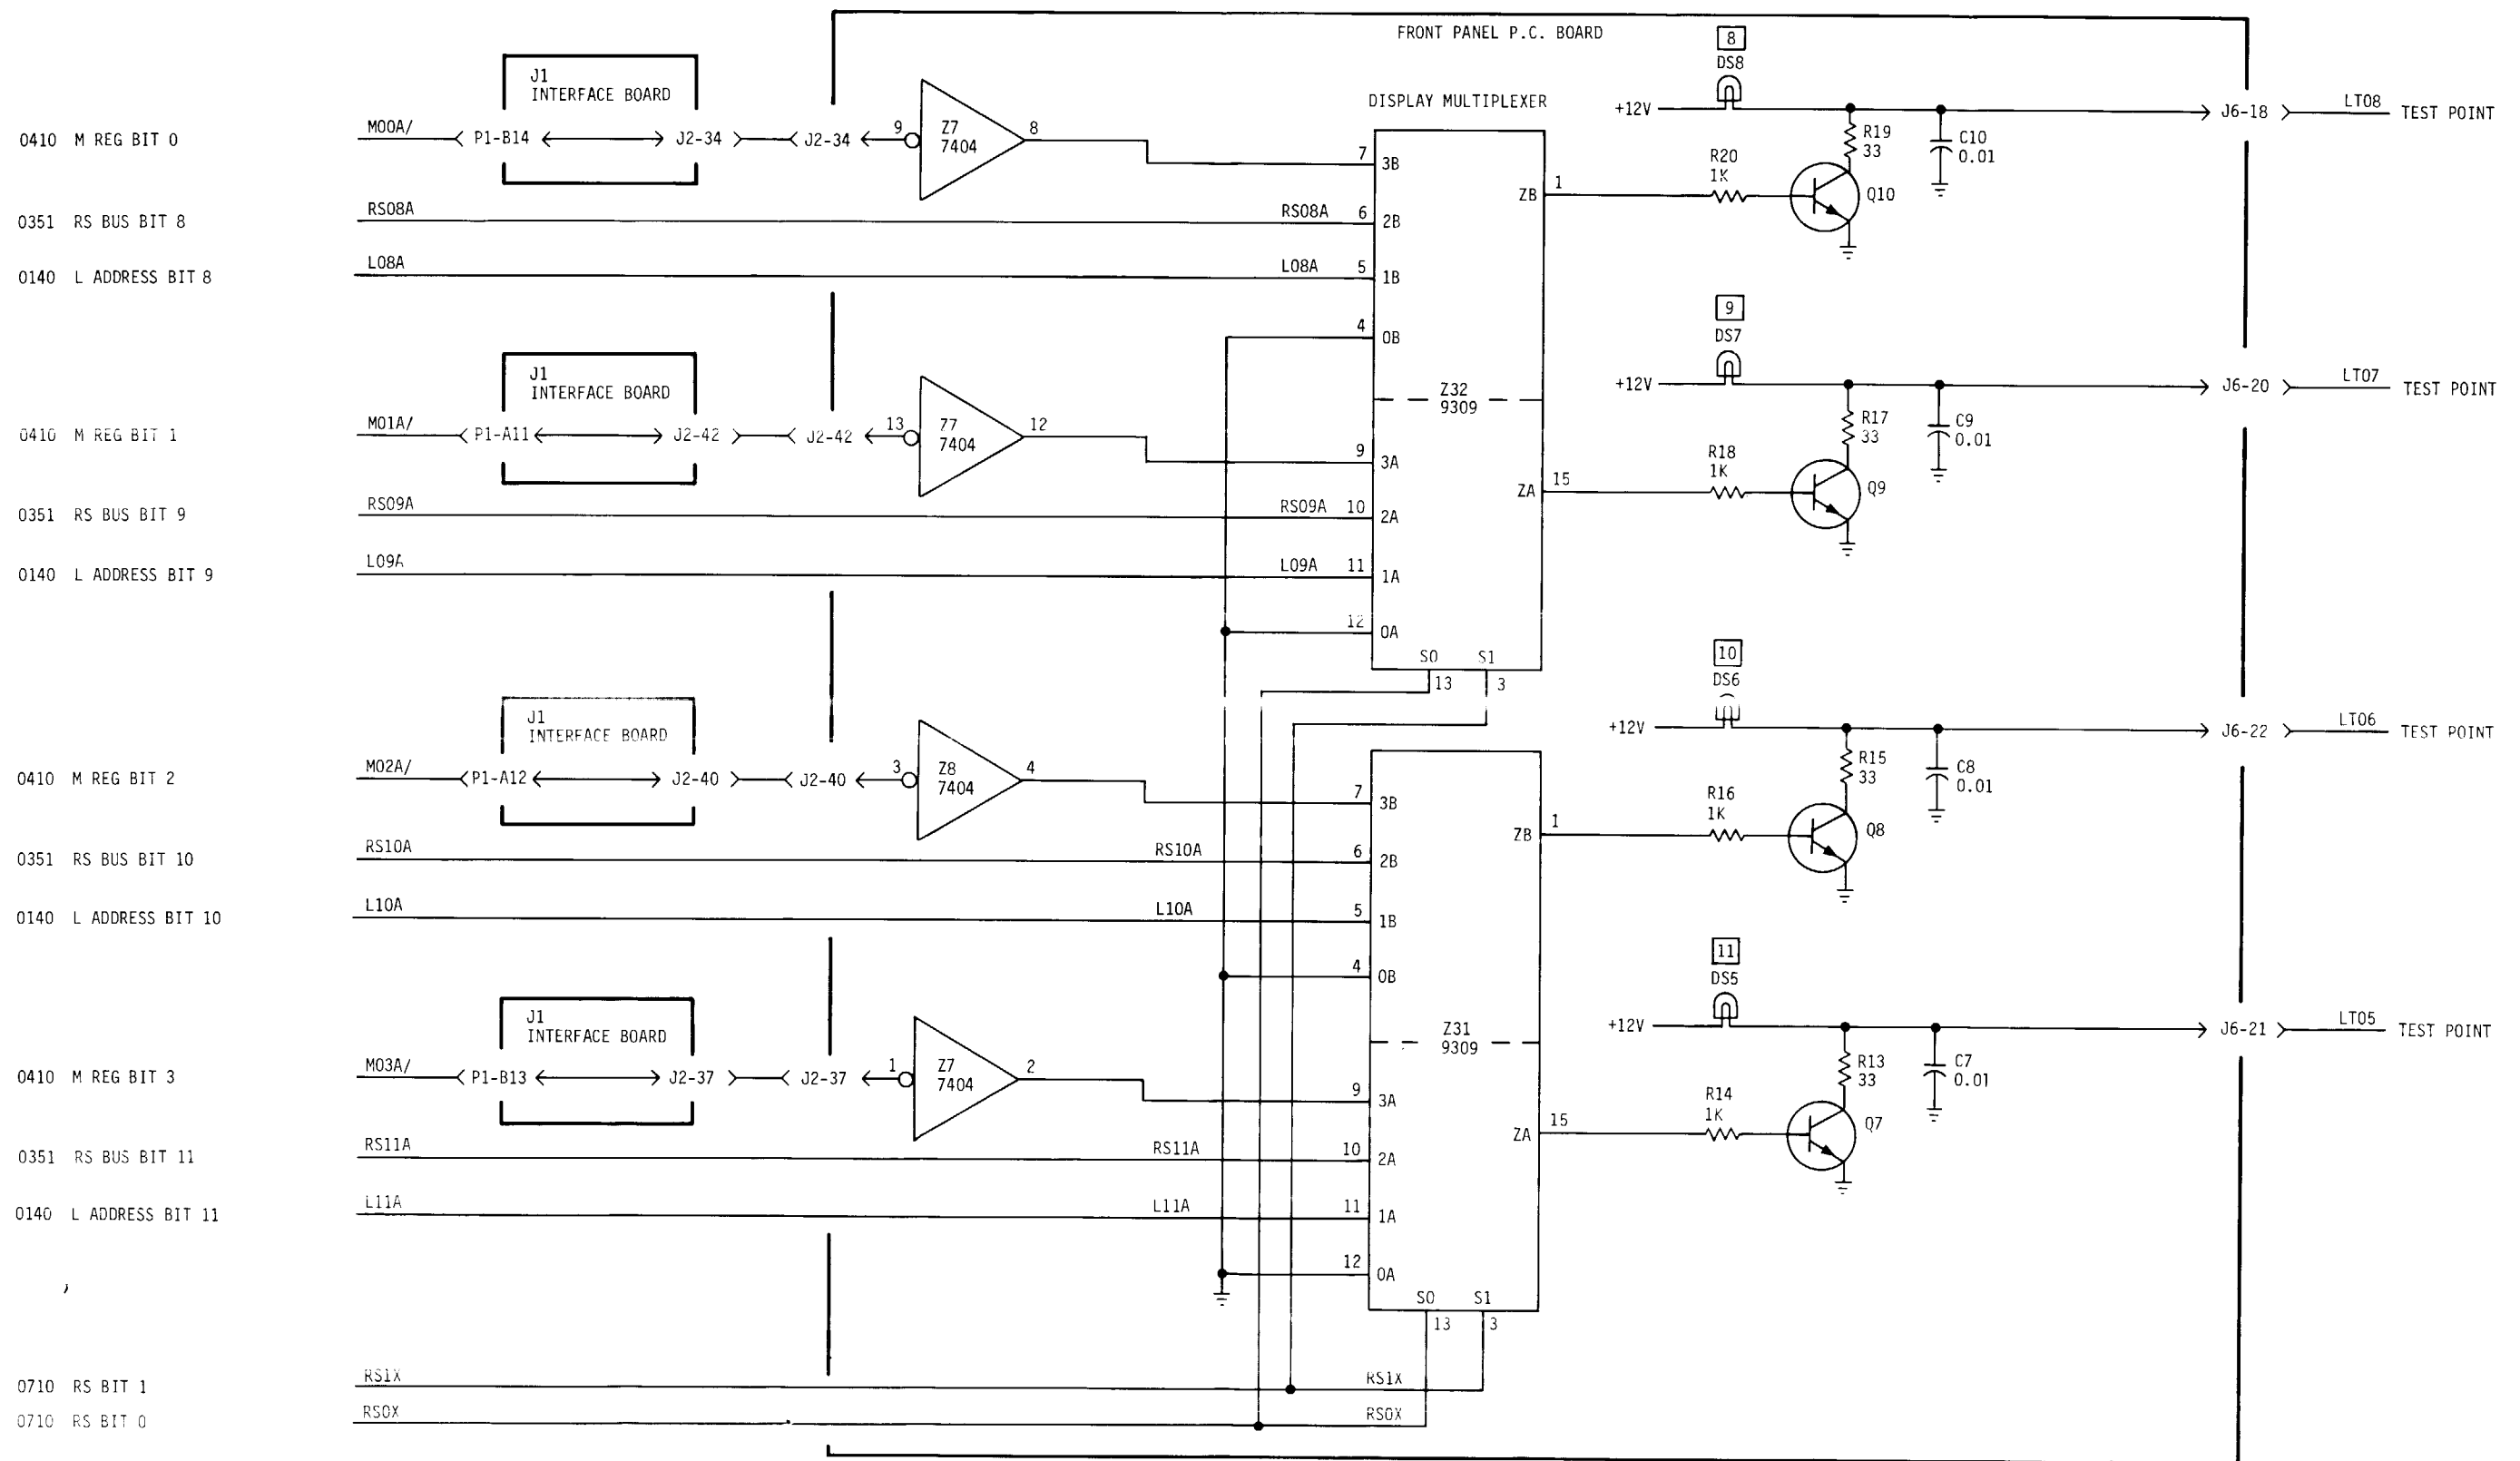 FRONT PANEL P.C. BOARD
8
DS8
J1
INTERFACE BOARD
DISPLAY MULTIPLEXER
+12V
J6-18
LT08
TEST POINT
0410 M REG BIT 0
M00A/
P1-B14
J2-34
J2-34
9
Z7
7404
8
7
3B
R19
33
C10
0.01
R20
1K
ZB
1
Q10
0351 RS BUS BIT 8
RS08A
RS08A
6
2B
0140 L ADDRESS BIT 8
L08A
L08A
5
1B
4
0B
9
DS7
J1
INTERFACE BOARD
+12V
J6-20
LT07
TEST POINT
Z32
9309
0410 M REG BIT 1
M01A/
P1-A11
J2-42
J2-42
13
77
7404
12
9
3A
R17
33
C9
0.01
R18
1K
ZA
15
Q9
0351 RS BUS BIT 9
RS09A
RS09A
10
2A
0140 L ADDRESS BIT 9
L09A
L09A
11
1A
12
0A
S0
S1
13
3
10
DS6
J1
INTERFACE BOARD
+12V
J6-22
LT06
TEST POINT
0410 M REG BIT 2
M02A/
P1-A12
J2-40
J2-40
3
Z8
7404
4
7
3B
R15
33
C8
0.01
R16
1K
ZB
1
Q8
0351 RS BUS BIT 10
RS10A
RS10A
6
2B
0140 L ADDRESS BIT 10
L10A
L10A
5
1B
4
0B
11
DS5
J1
INTERFACE BOARD
+12V
J6-21
LT05
TEST POINT
Z31
9309
0410 M REG BIT 3
M03A/
P1-B13
J2-37
J2-37
1
Z7
7404
2
9
3A
R13
33
C7
0.01
R14
1K
ZA
15
Q7
0351 RS BUS BIT 11
RS11A
RS11A
10
2A
0140 L ADDRESS BIT 11
L11A
L11A
11
1A
12
0A
S0
S1
13
3
0710 RS BIT 1
RS1X
RS1X
0710 RS BIT 0
RS0X
RS0X